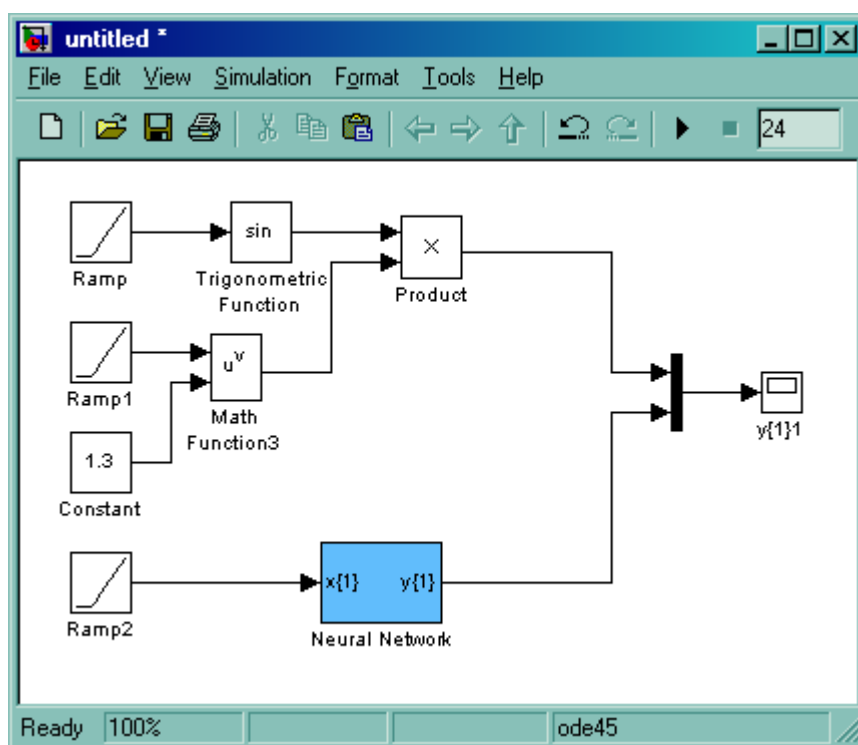 untitled *
File Edit View Simulation Format Tools Help
24
sin
Ramp
Trigonometric
Function
×
Product
Ramp1
uv
Math
Function3
1.3
Constant
y{1}1
Ramp2
x{1} y{1}
Neural Network
Ready 100% ode45